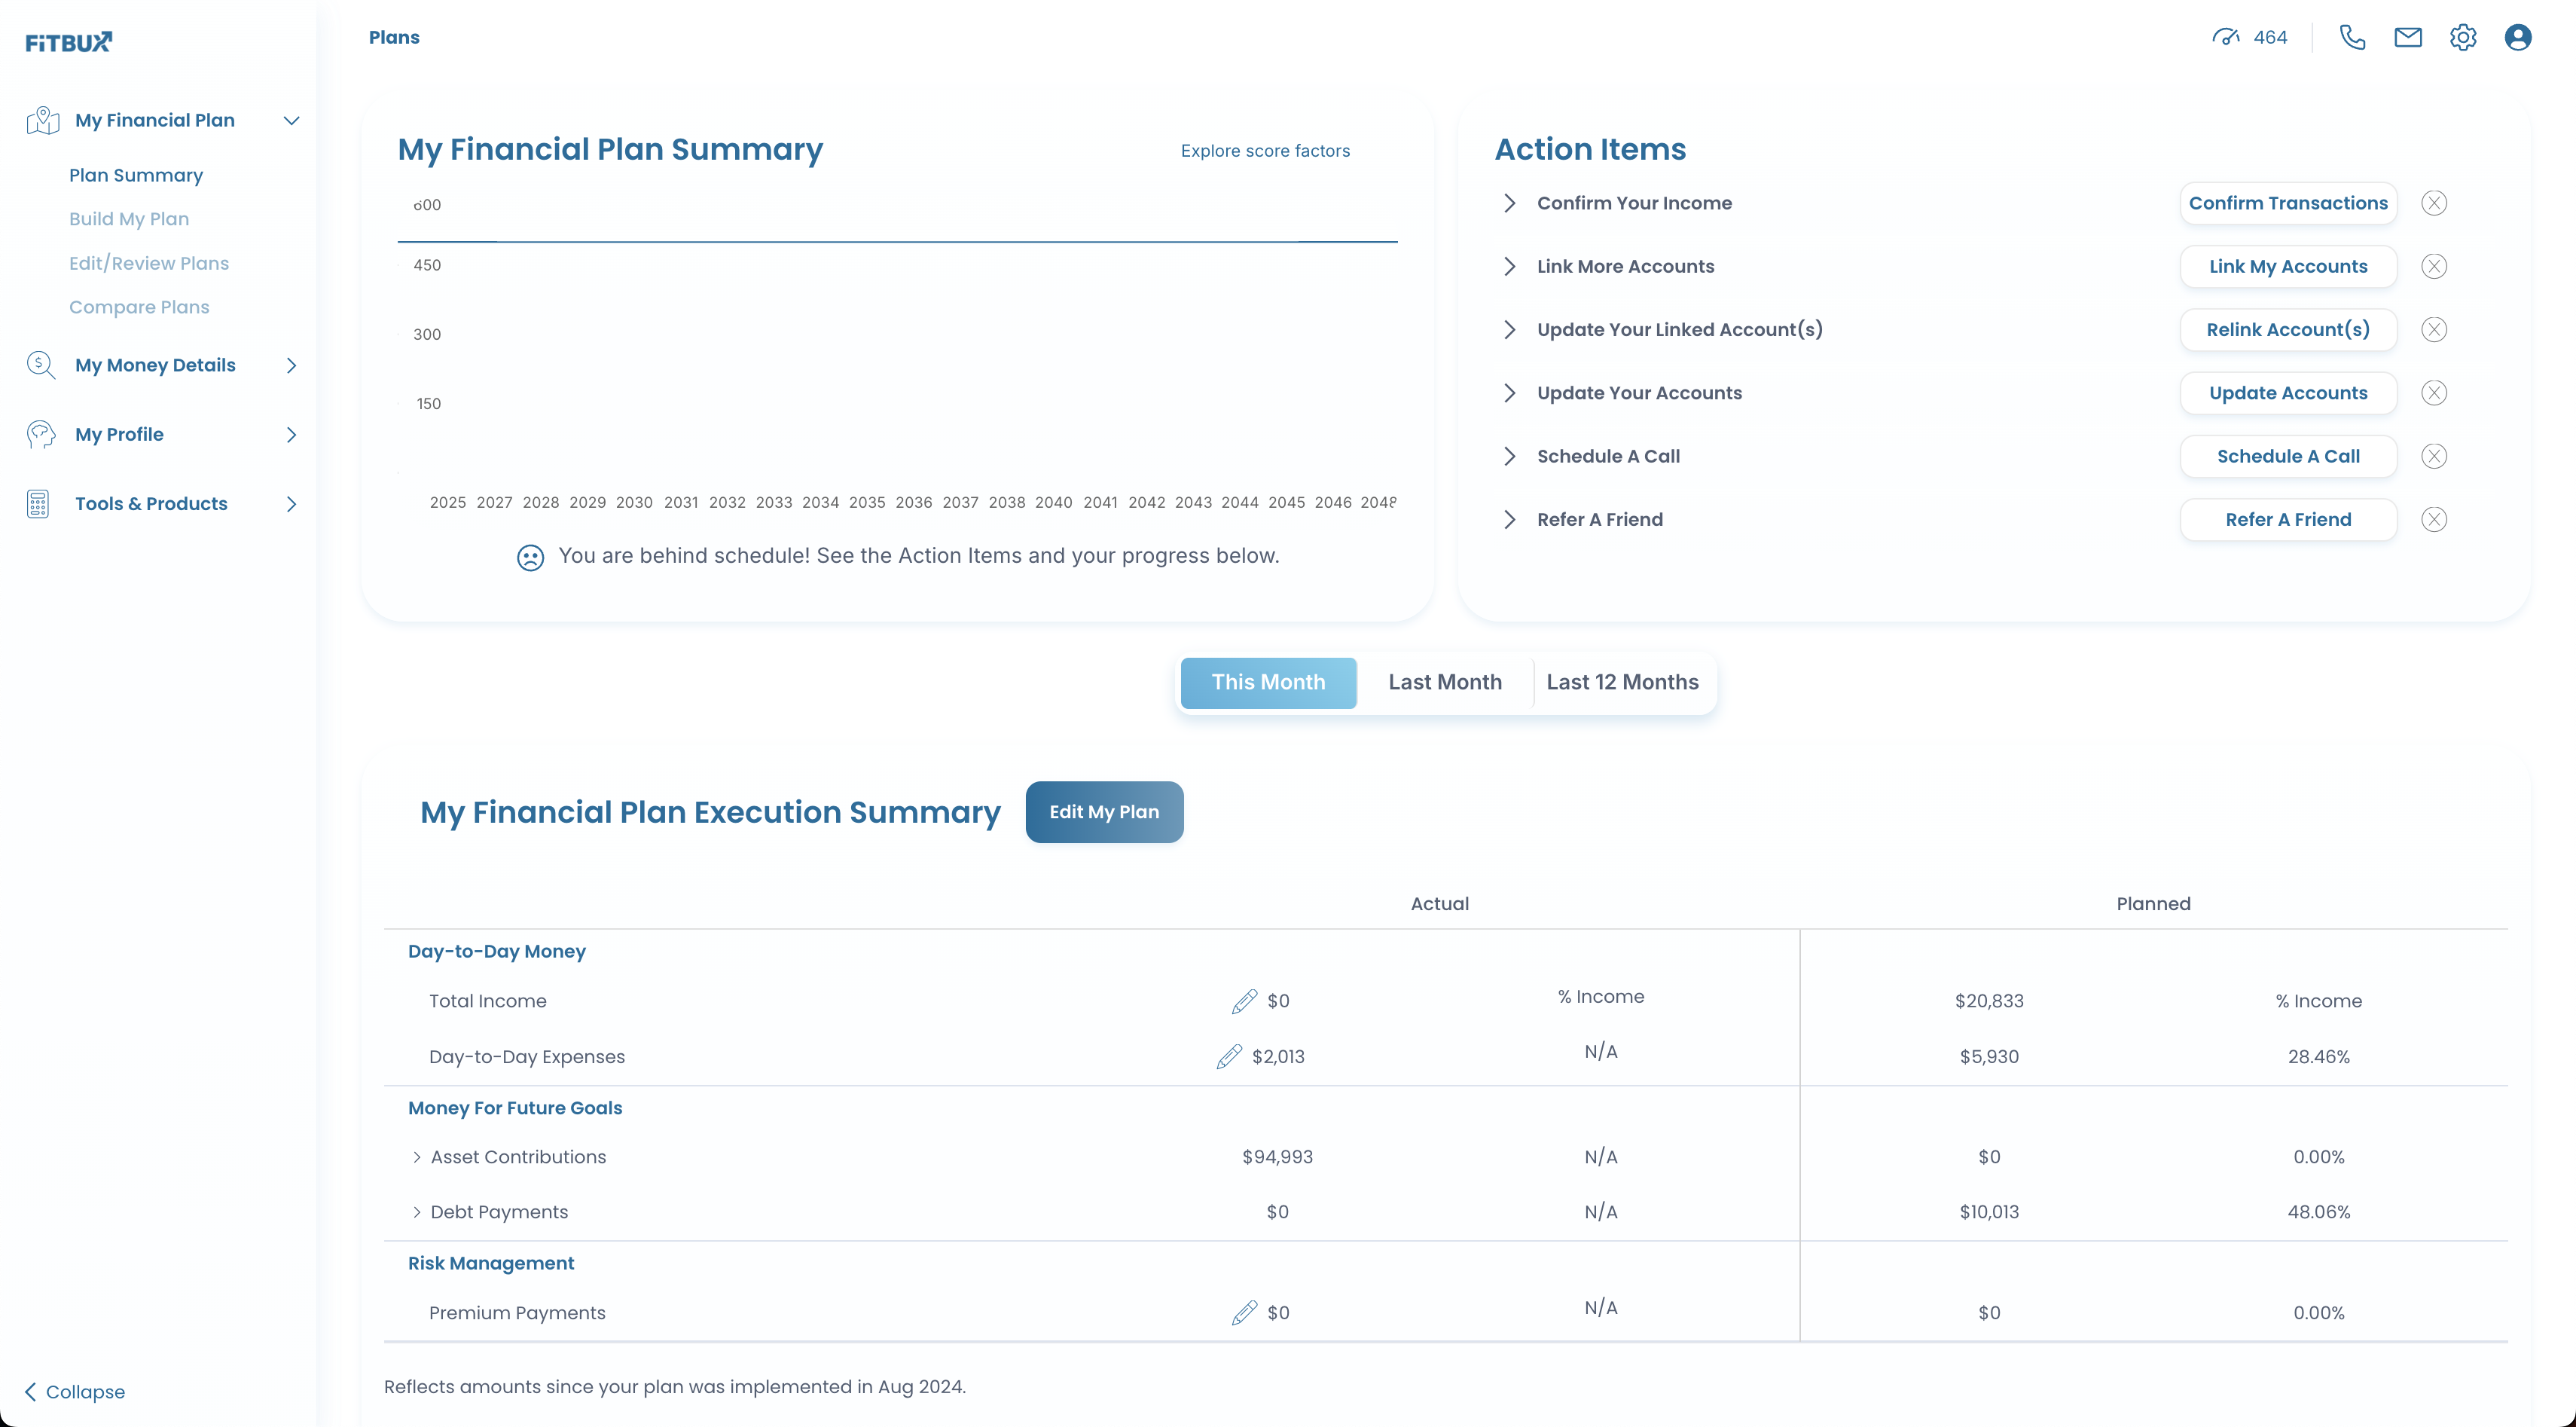 FiTBUX
Plans
464
My Financial Plan
Plan Summary
Build My Plan
Edit/Review Plans
Compare Plans
My Money Details
My Profile
Tools & Products
Collapse
My Financial Plan Summary
Explore score factors
600
450
300
150
2025 2027 2028 2029 2030 2031 2032 2033 2034 2035 2036 2037 2038 2040 2041 2042 2043 2044 2045 2046 2048
You are behind schedule! See the Action Items and your progress below.
Action Items
Confirm Your Income Confirm Transactions
Link More Accounts Link My Accounts
Update Your Linked Account(s) Relink Account(s)
Update Your Accounts Update Accounts
Schedule A Call Schedule A Call
Refer A Friend Refer A Friend
This Month Last Month Last 12 Months
My Financial Plan Execution Summary Edit My Plan
Actual Planned
Day-to-Day Money
Total Income $0 % Income $20,833 % Income
Day-to-Day Expenses $2,013 N/A $5,930 28.46%
Money For Future Goals
Asset Contributions $94,993 N/A $0 0.00%
Debt Payments $0 N/A $10,013 48.06%
Risk Management
Premium Payments $0 N/A $0 0.00%
Reflects amounts since your plan was implemented in Aug 2024.